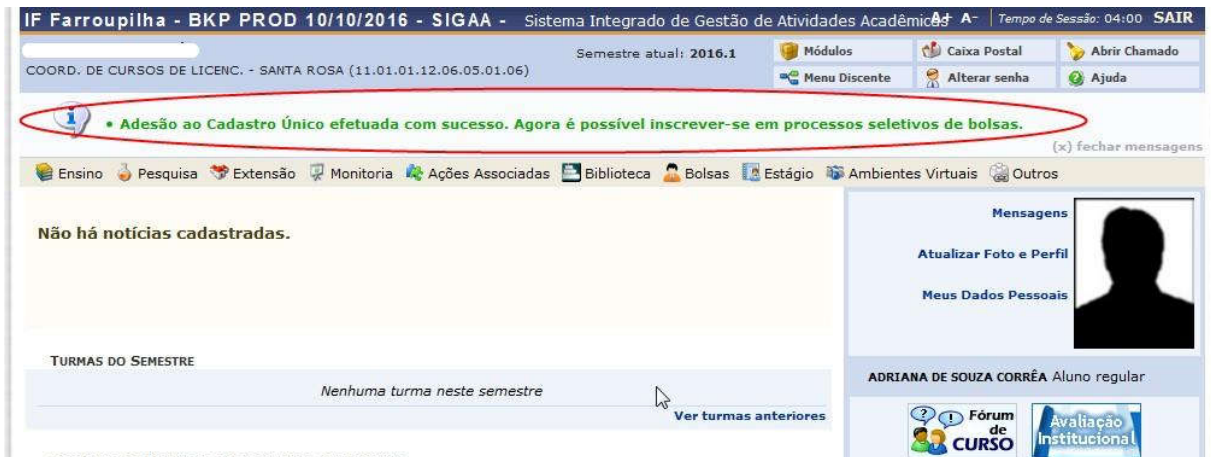 IF Farroupilha - BKP PROD 10/10/2016 - SIGAA - Sistema Integrado de Gestão de Atividades Acadêmicas A+ A- Tempo de Sessão: 04:00 SAIR
Semestre atual: 2016.1
COORD. DE CURSOS DE LICENC. - SANTA ROSA (11.01.01.12.06.05.01.06)
Módulos Caixa Postal Abrir Chamado
Menu Discente Alterar senha Ajuda
• Adesão ao Cadastro Único efetuada com sucesso. Agora é possível inscrever-se em processos seletivos de bolsas.
(x) fechar mensagens
Ensino Pesquisa Extensão Monitoria Ações Associadas Biblioteca Bolsas Estágio Ambientes Virtuais Outros
Não há notícias cadastradas.
Mensagens
Atualizar Foto e Perfil
Meus Dados Pessoais
TURMAS DO SEMESTRE
Nenhuma turma neste semestre
Ver turmas anteriores
ADRIANA DE SOUZA CORRÊA Aluno regular
Fórum
de
CURSO
Avaliação
Institucional